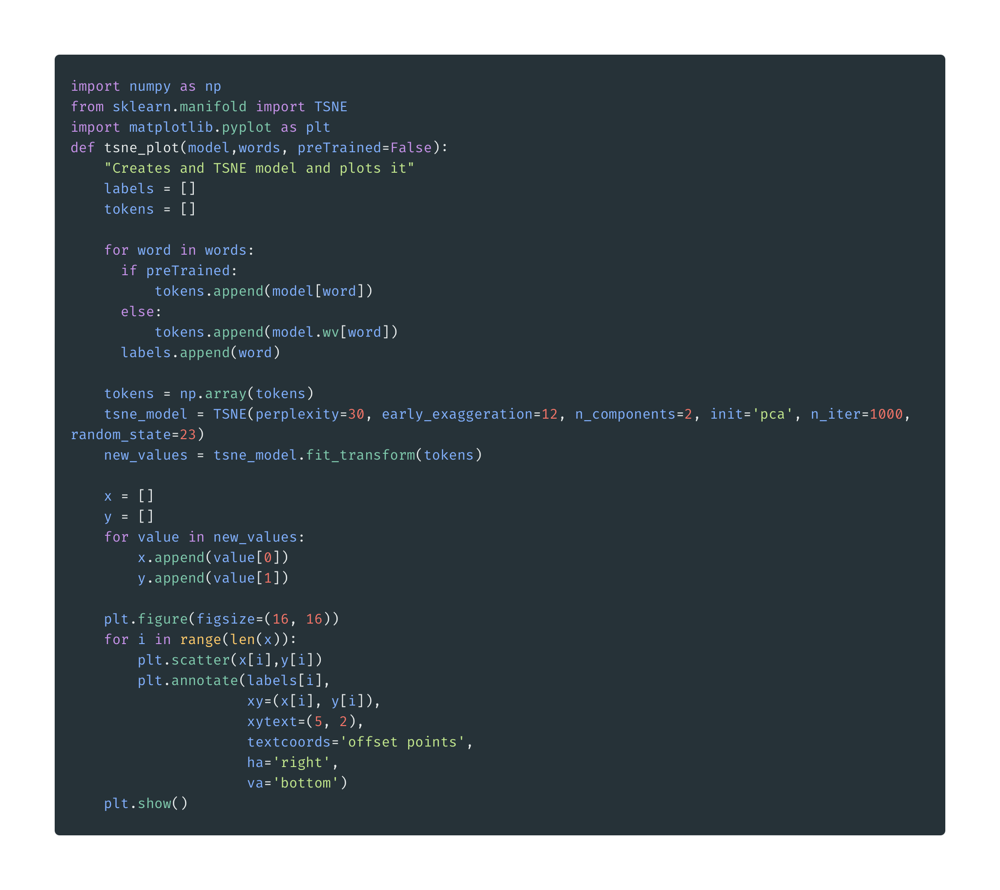 import numpy as np
from sklearn.manifold import TSNE
import matplotlib.pyplot as plt
def tsne_plot(model,words, preTrained=False):
    "Creates and TSNE model and plots it"
    labels = []
    tokens = []

    for word in words:
      if preTrained:
          tokens.append(model[word])
      else:
          tokens.append(model.wv[word])
      labels.append(word)

    tokens = np.array(tokens)
    tsne_model = TSNE(perplexity=30, early_exaggeration=12, n_components=2, init='pca', n_iter=1000,
random_state=23)
    new_values = tsne_model.fit_transform(tokens)

    x = []
    y = []
    for value in new_values:
        x.append(value[0])
        y.append(value[1])

    plt.figure(figsize=(16, 16))
    for i in range(len(x)):
        plt.scatter(x[i],y[i])
        plt.annotate(labels[i],
                     xy=(x[i], y[i]),
                     xytext=(5, 2),
                     textcoords='offset points',
                     ha='right',
                     va='bottom')
    plt.show()